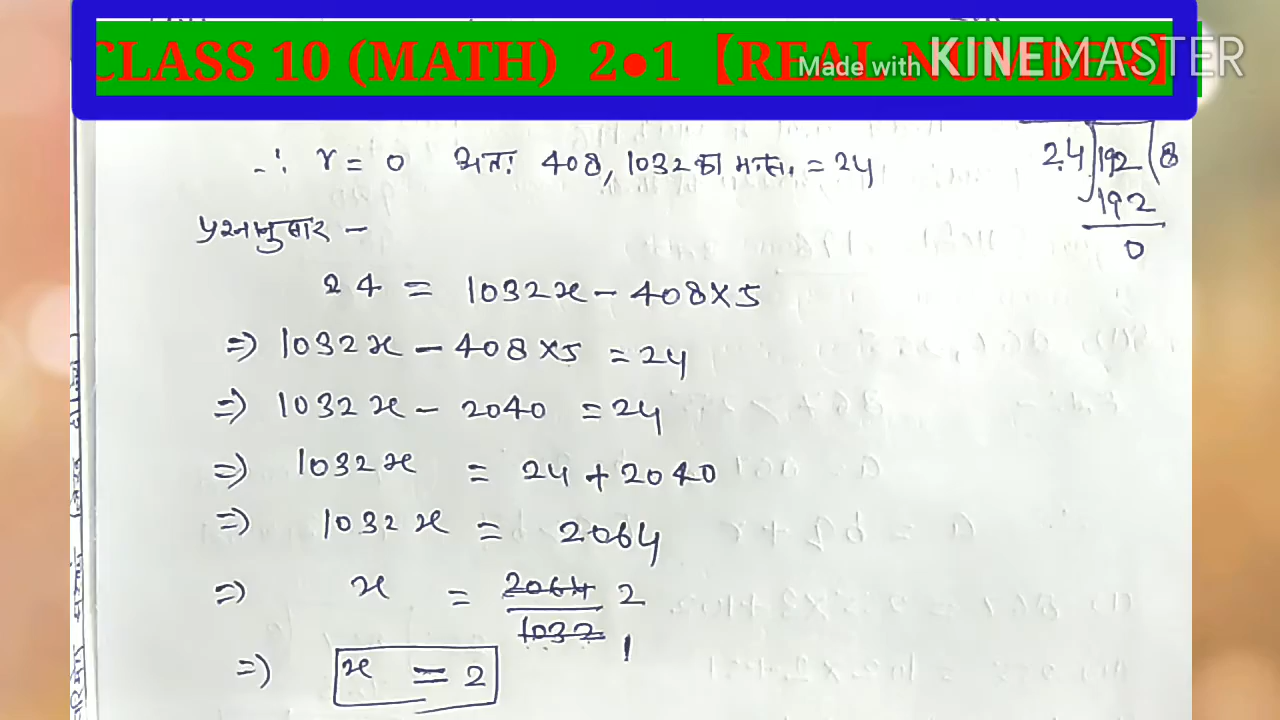 CLASS 10 (MATH) 2●1【REAL NUMBER】
Made with KINEMASTER
∴ r = 0 अतः 408, 1032 का म.स. = 24
24)192(8
192
0
प्रश्नानुसार -
24 = 1032x - 408×5
⇒ 1032x - 408×5 = 24
⇒ 1032x - 2040 = 24
⇒ 1032x = 24 + 2040
⇒ 1032x = 2064
⇒ x = 2064/1032 2/1
⇒ x = 2